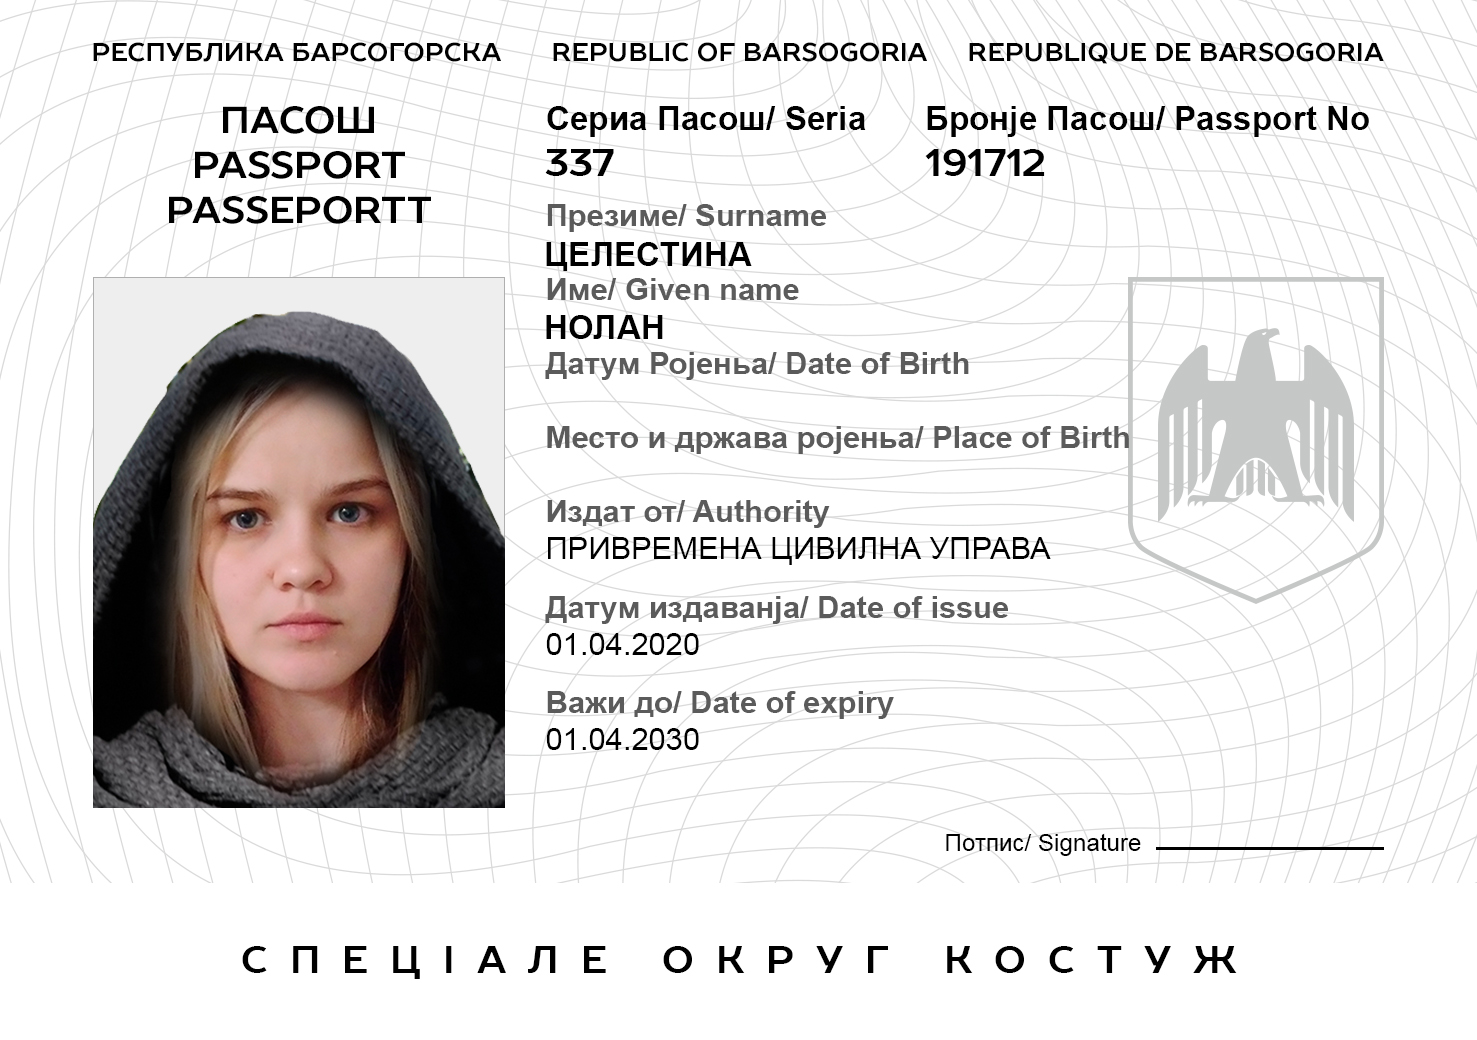 РЕСПУБЛИКА БАРСОГОРСКА REPUBLIC OF BARSOGORIA REPUBLIQUE DE BARSOGORIA
ПАСОШ
PASSPORT
PASSEPORTT
Сериа Пасош/ Seria Бронје Пасош/ Passport No
337 191712
Презиме/ Surname
ЦЕЛЕСТИНА
Име/ Given name
НОЛАН
Датум Ројења/ Date of Birth
Место и држава ројења/ Place of Birth
Издат от/ Authority
ПРИВРЕМЕНА ЦИВИЛНА УПРАВА
Датум издаванја/ Date of issue
01.04.2020
Важи до/ Date of expiry
01.04.2030
Потпис/ Signature
СПЕЦІАЛЕ ОКРУГ КОСТУЖ